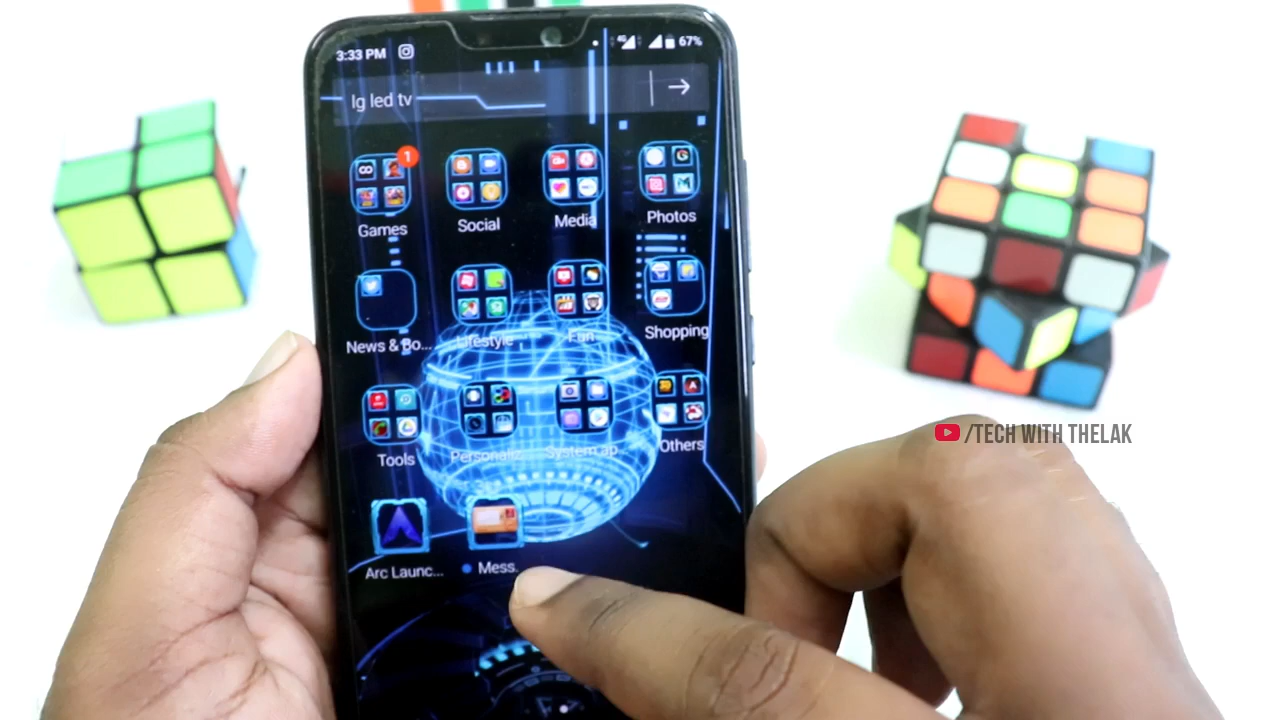 3:33 PM
4G
67%
lg led tv
1
Games
Social
Media
Photos
News & Bo...
Lifestyle
Fun
Shopping
Tools
Personaliz...
System ap...
Others
Arc Launc...
Mess.
/TECH WITH THELAK